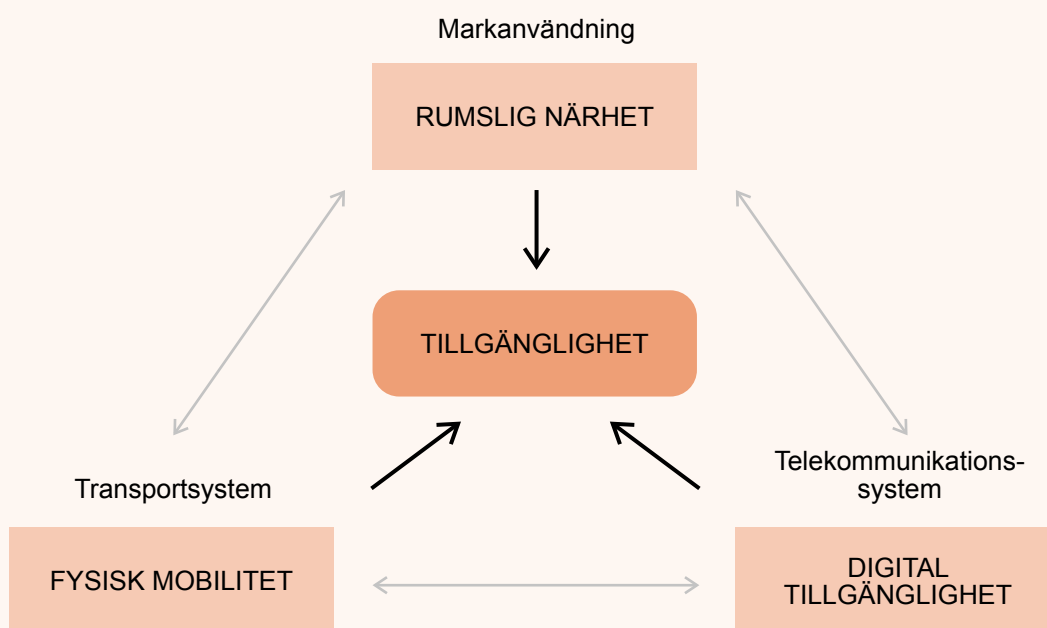 Markanvändning
RUMSLIG NÄRHET
TILLGÄNGLIGHET
Transportsystem
FYSISK MOBILITET
Telekommunikations-
system
DIGITAL
TILLGÄNGLIGHET